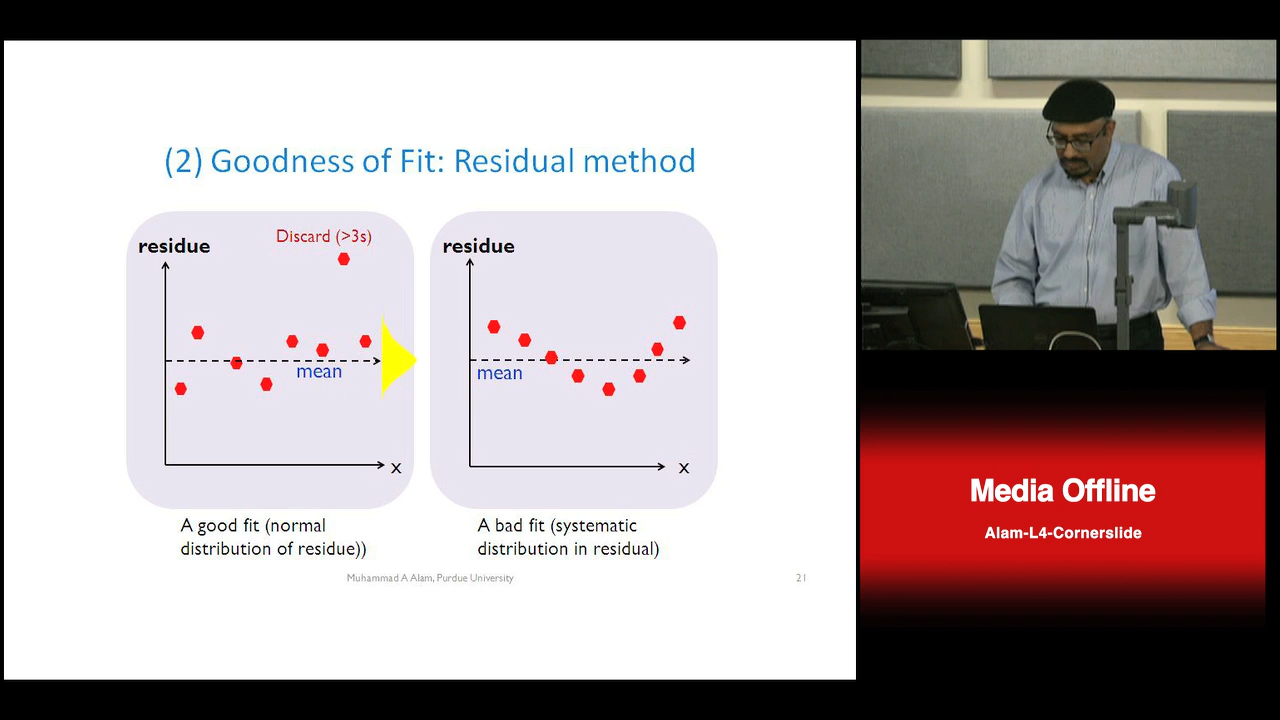 (2) Goodness of Fit: Residual method
residue
Discard (>3s)
mean
x
A good fit (normal
distribution of residue))
residue
mean
x
A bad fit (systematic
distribution in residual)
Muhammad A Alam, Purdue University
21
Media Offline
Alam-L4-Cornerslide